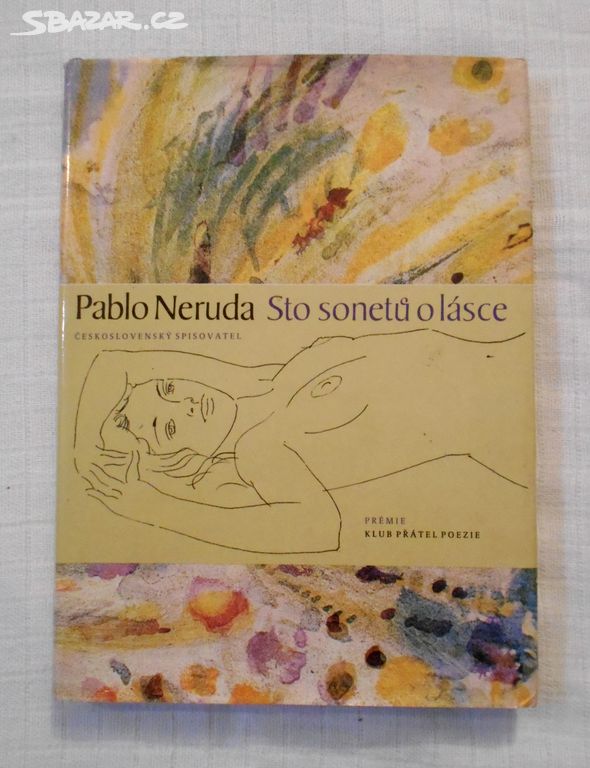 SBAZAR.CZ
Pablo Neruda Sto sonetů o lásce
ČESKOSLOVENSKÝ SPISOVATEL
PRÉMIE
KLUB PŘÁTEL POEZIE